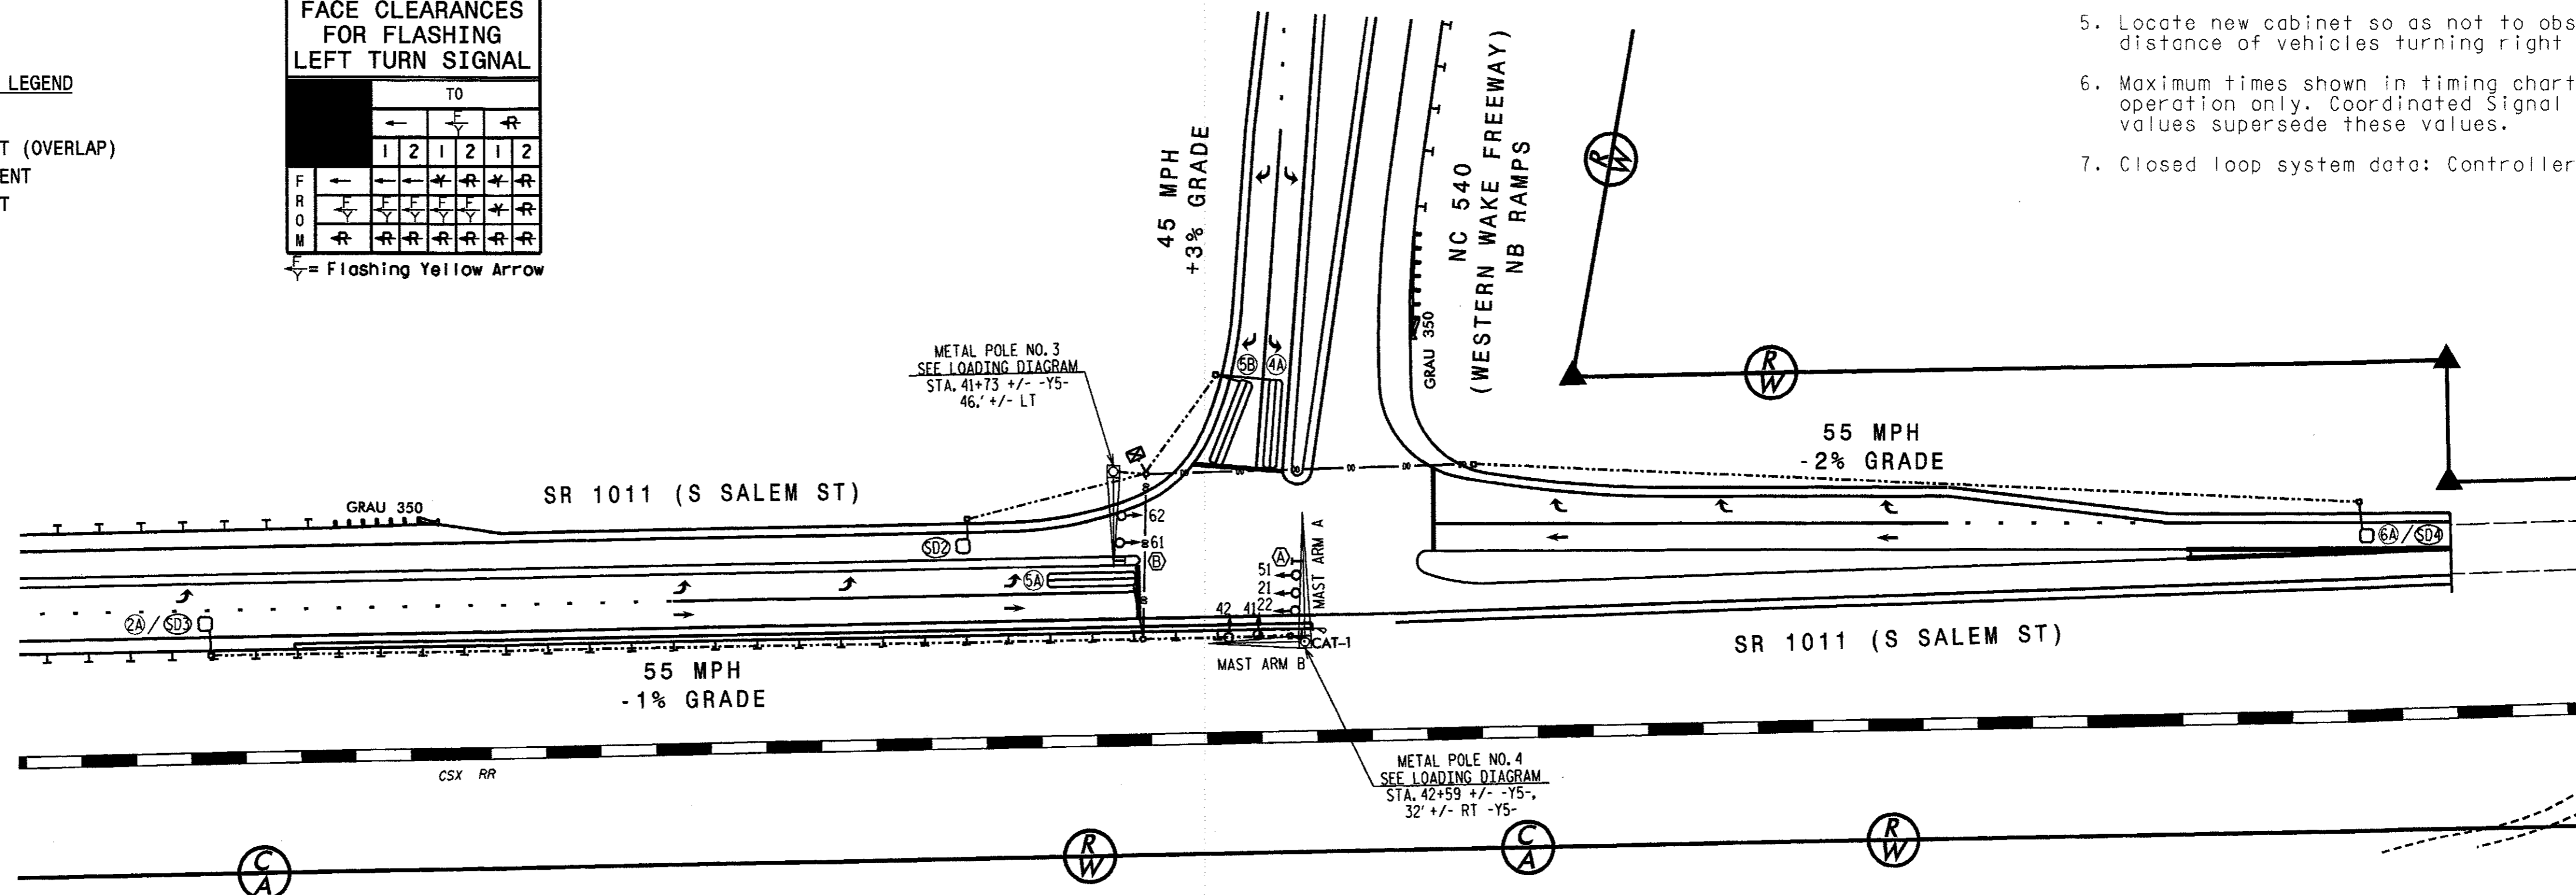 FACE CLEARANCES
FOR FLASHING
LEFT TURN SIGNAL
TO
F
Y
R
1 2 1 2 1 2
F
R
O
M
Y R Y R
F
Y
F
Y
F
Y
F
Y
F
Y
Y R
R R R R R R R
F
Y
= Flashing Yellow Arrow
LEGEND
T (OVERLAP)
ENT
T
5. Locate new cabinet so as not to obs
distance of vehicles turning right
6. Maximum times shown in timing chart
operation only. Coordinated Signal
values supersede these values.
7. Closed loop system data: Controller
45 MPH
+3% GRADE
NC 540
(WESTERN WAKE FREEWAY)
NB RAMPS
GRAU 350
R
W
R
W
5B
4A
METAL POLE NO. 3
SEE LOADING DIAGRAM
STA. 41+73 +/- -Y5-
46.' +/- LT
55 MPH
-2% GRADE
SR 1011 (S SALEM ST)
GRAU 350
SD2
62
61
B
5A
2A / SD3
6A / SD4
A
51
21
22
42
41
MAST ARM A
MAST ARM B
CAT-1
55 MPH
-1% GRADE
SR 1011 (S SALEM ST)
CSX RR
METAL POLE NO. 4
SEE LOADING DIAGRAM
STA. 42+59 +/- -Y5-,
32' +/- RT -Y5-
C
A
R
W
C
A
R
W